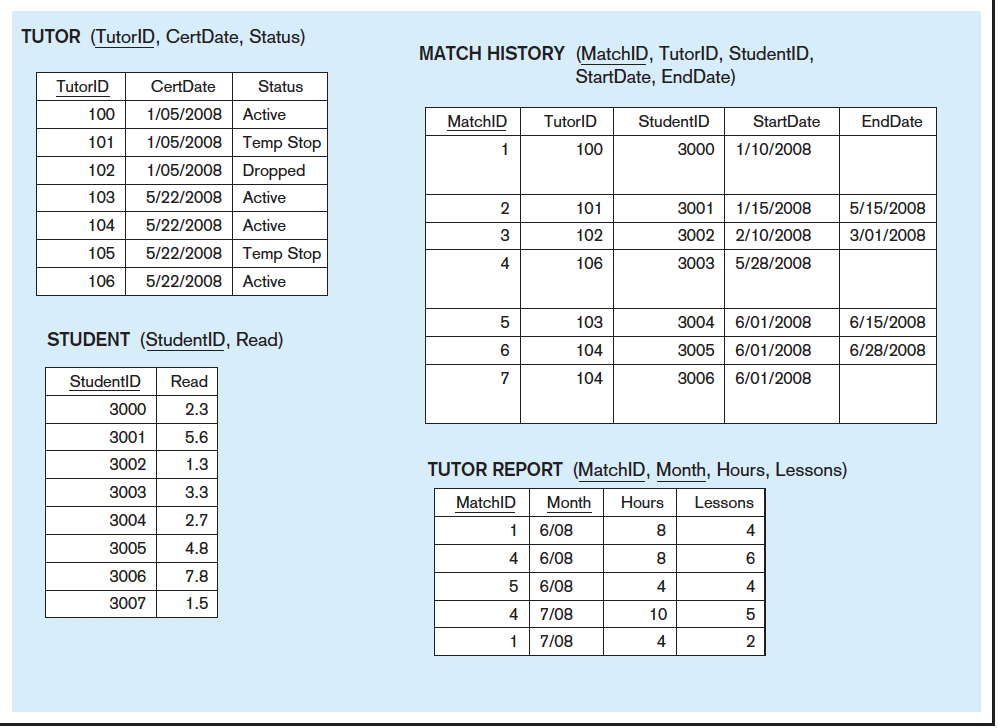 TUTOR (TutorID, CertDate, Status)
TutorID CertDate Status
100 1/05/2008 Active
101 1/05/2008 Temp Stop
102 1/05/2008 Dropped
103 5/22/2008 Active
104 5/22/2008 Active
105 5/22/2008 Temp Stop
106 5/22/2008 Active
STUDENT (StudentID, Read)
StudentID Read
3000 2.3
3001 5.6
3002 1.3
3003 3.3
3004 2.7
3005 4.8
3006 7.8
3007 1.5
MATCH HISTORY (MatchID, TutorID, StudentID,
StartDate, EndDate)
MatchID TutorID StudentID StartDate EndDate
1 100 3000 1/10/2008
2 101 3001 1/15/2008 5/15/2008
3 102 3002 2/10/2008 3/01/2008
4 106 3003 5/28/2008
5 103 3004 6/01/2008 6/15/2008
6 104 3005 6/01/2008 6/28/2008
7 104 3006 6/01/2008
TUTOR REPORT (MatchID, Month, Hours, Lessons)
MatchID Month Hours Lessons
1 6/08 8 4
4 6/08 8 6
5 6/08 4 4
4 7/08 10 5
1 7/08 4 2